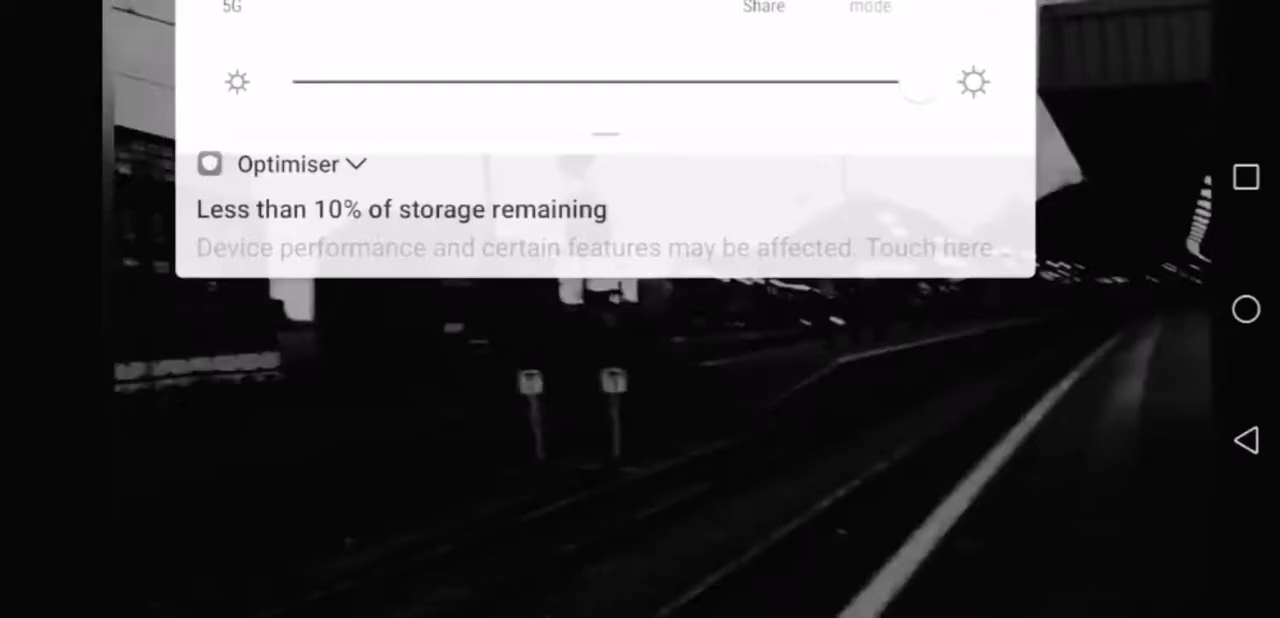 5G Share mode
Optimiser
Less than 10% of storage remaining
Device performance and certain features may be affected. Touch here